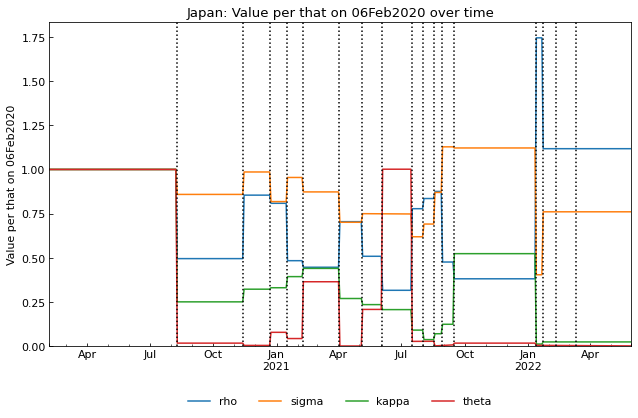 Japan: Value per that on 06Feb2020 over time
Value per that on 06Feb2020
1.75
1.50
1.25
1.00
0.75
0.50
0.25
0.00
Apr Jul Oct Jan Apr Jul Oct Jan Apr
2021 2022
rho sigma kappa theta